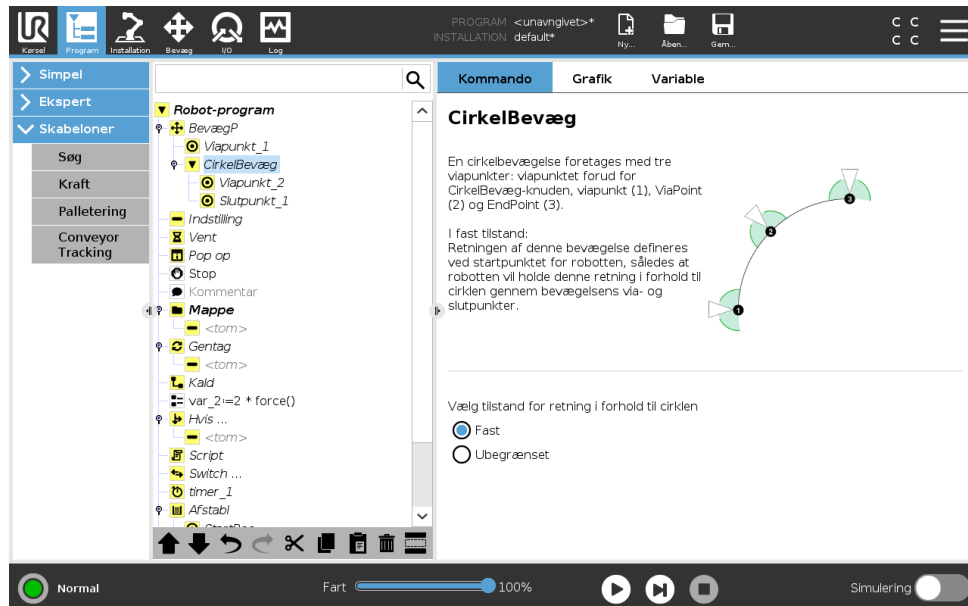 PROGRAM <unavngivet>*
INSTALLATION default*
Kørsel
Program
Installation
Bevæg
I/O
Log
Ny...
Åben...
Gem...
C C
C C
Simpel
Ekspert
Skabeloner
Søg
Kraft
Palletering
Conveyor
Tracking
Robot-program
BevægP
Viapunkt_1
CirkelBevæg
Viapunkt_2
Slutpunkt_1
Indstilling
Vent
Pop op
Stop
Kommentar
Mappe
<tom>
Gentag
<tom>
Kald
var_2:=2 * force()
Hvis ...
<tom>
Script
Switch ...
timer_1
Afstabl
Kommando
Grafik
Variable
CirkelBevæg
En cirkelbevægelse foretages med tre
viapunkter: viapunktet forud for
CirkelBevæg-knuden, viapunkt (1), ViaPoint
(2) og EndPoint (3).
I fast tilstand:
Retningen af denne bevægelse defineres
ved startpunktet for robotten, således at
robotten vil holde denne retning i forhold til
cirklen gennem bevægelsens via- og
slutpunkter.
1
2
3
Vælg tilstand for retning i forhold til cirklen
Fast
Ubegrænset
Normal
Fart
100%
Simulering